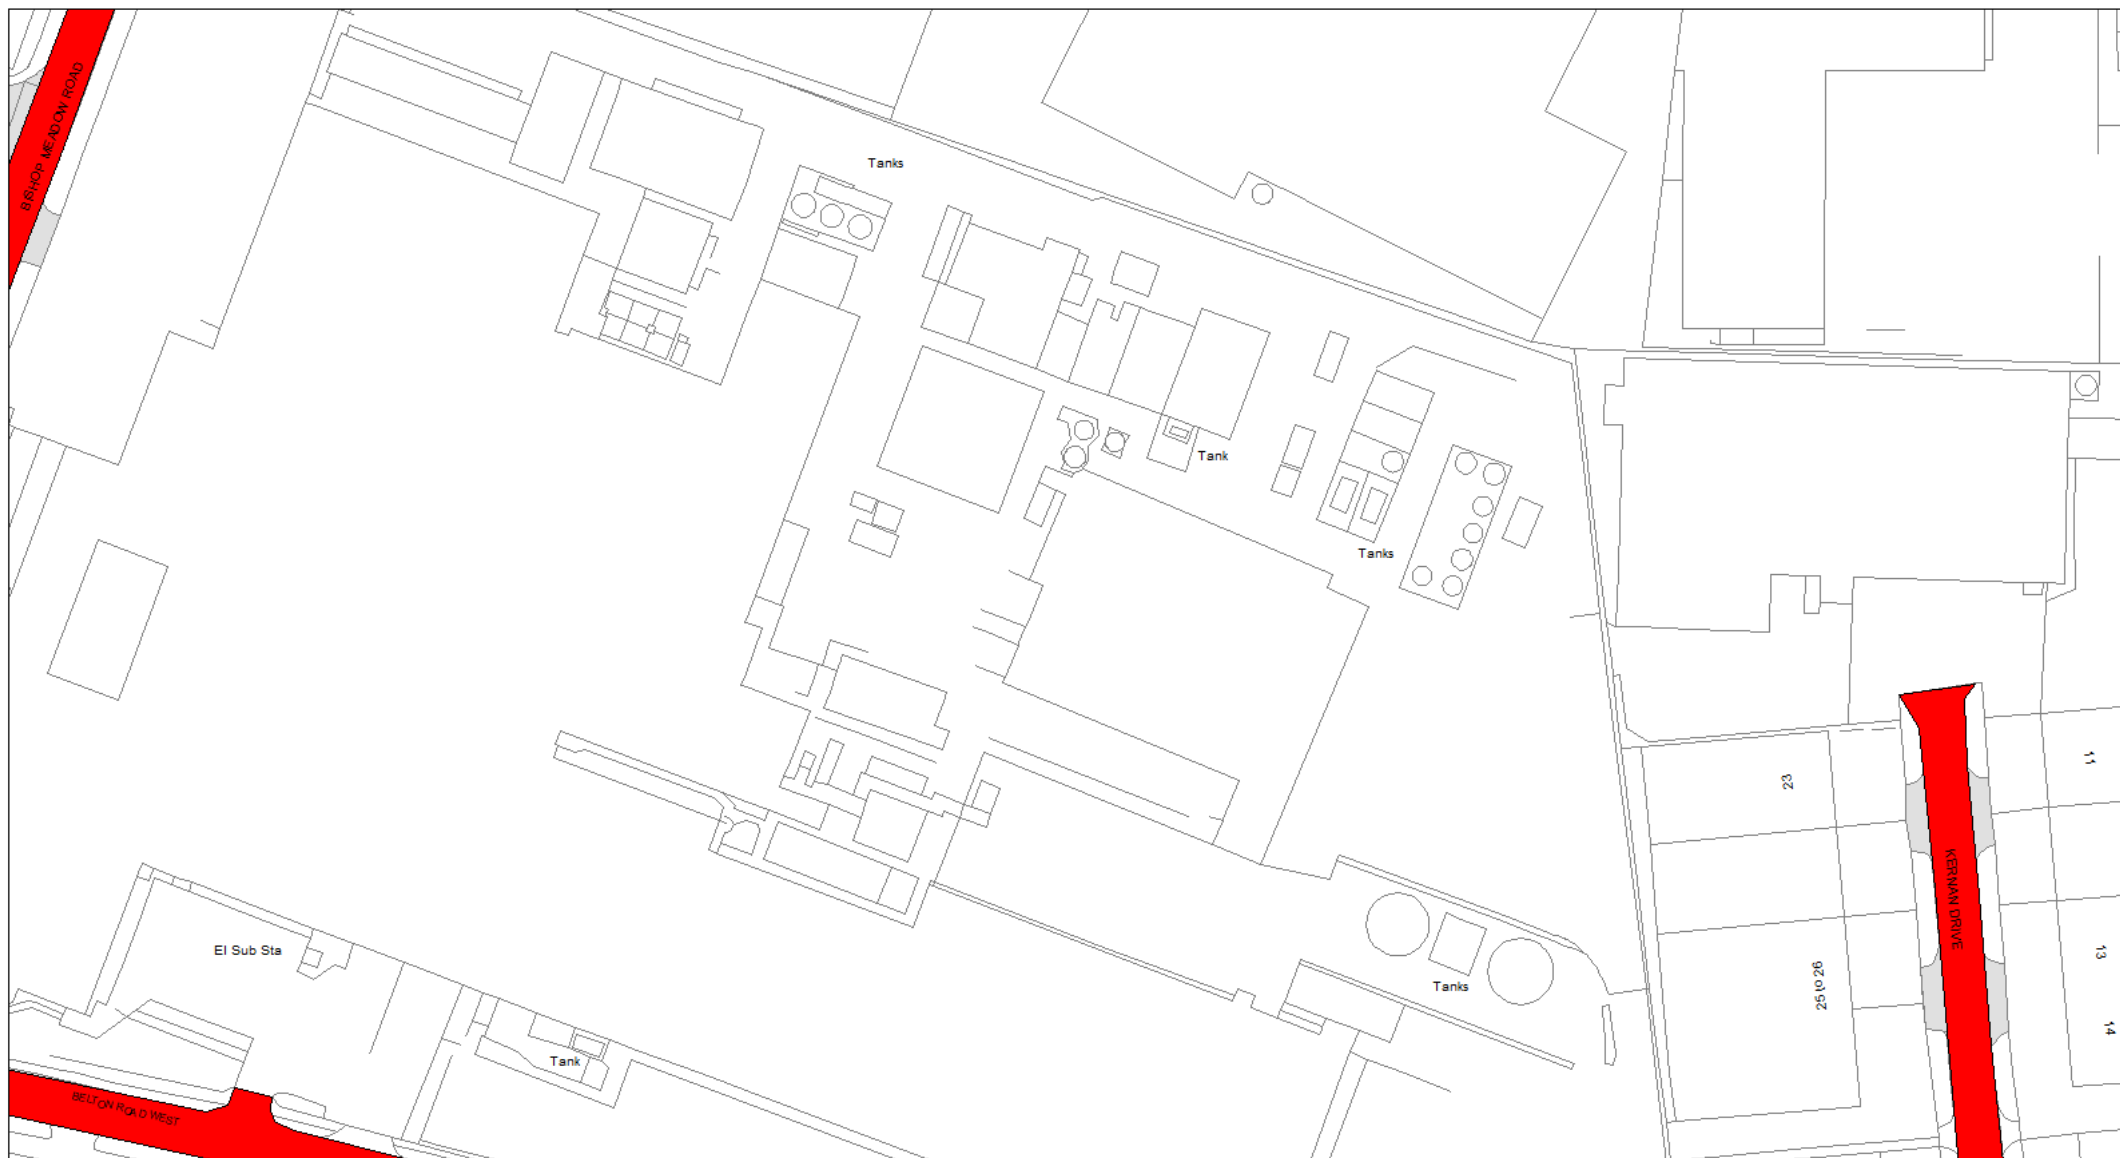 BISHOP MEADOW ROAD
Tanks
Tank
Tanks
23
11
KERNAN DRIVE
El Sub Sta
13
Tanks
25 to 26
14
Tank
BELTON ROAD WEST